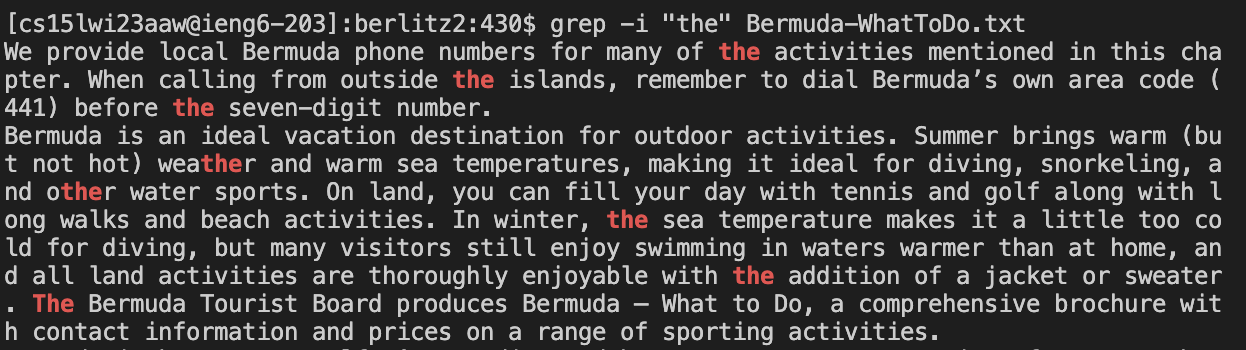 [cs15lwi23aaw@ieng6-203]:berlitz2:430$ grep -i "the" Bermuda-WhatToDo.txt
We provide local Bermuda phone numbers for many of the activities mentioned in this cha
pter. When calling from outside the islands, remember to dial Bermuda’s own area code (
441) before the seven-digit number.
Bermuda is an ideal vacation destination for outdoor activities. Summer brings warm (bu
t not hot) weather and warm sea temperatures, making it ideal for diving, snorkeling, a
nd other water sports. On land, you can fill your day with tennis and golf along with l
ong walks and beach activities. In winter, the sea temperature makes it a little too co
ld for diving, but many visitors still enjoy swimming in waters warmer than at home, an
d all land activities are thoroughly enjoyable with the addition of a jacket or sweater
. The Bermuda Tourist Board produces Bermuda — What to Do, a comprehensive brochure wit
h contact information and prices on a range of sporting activities.